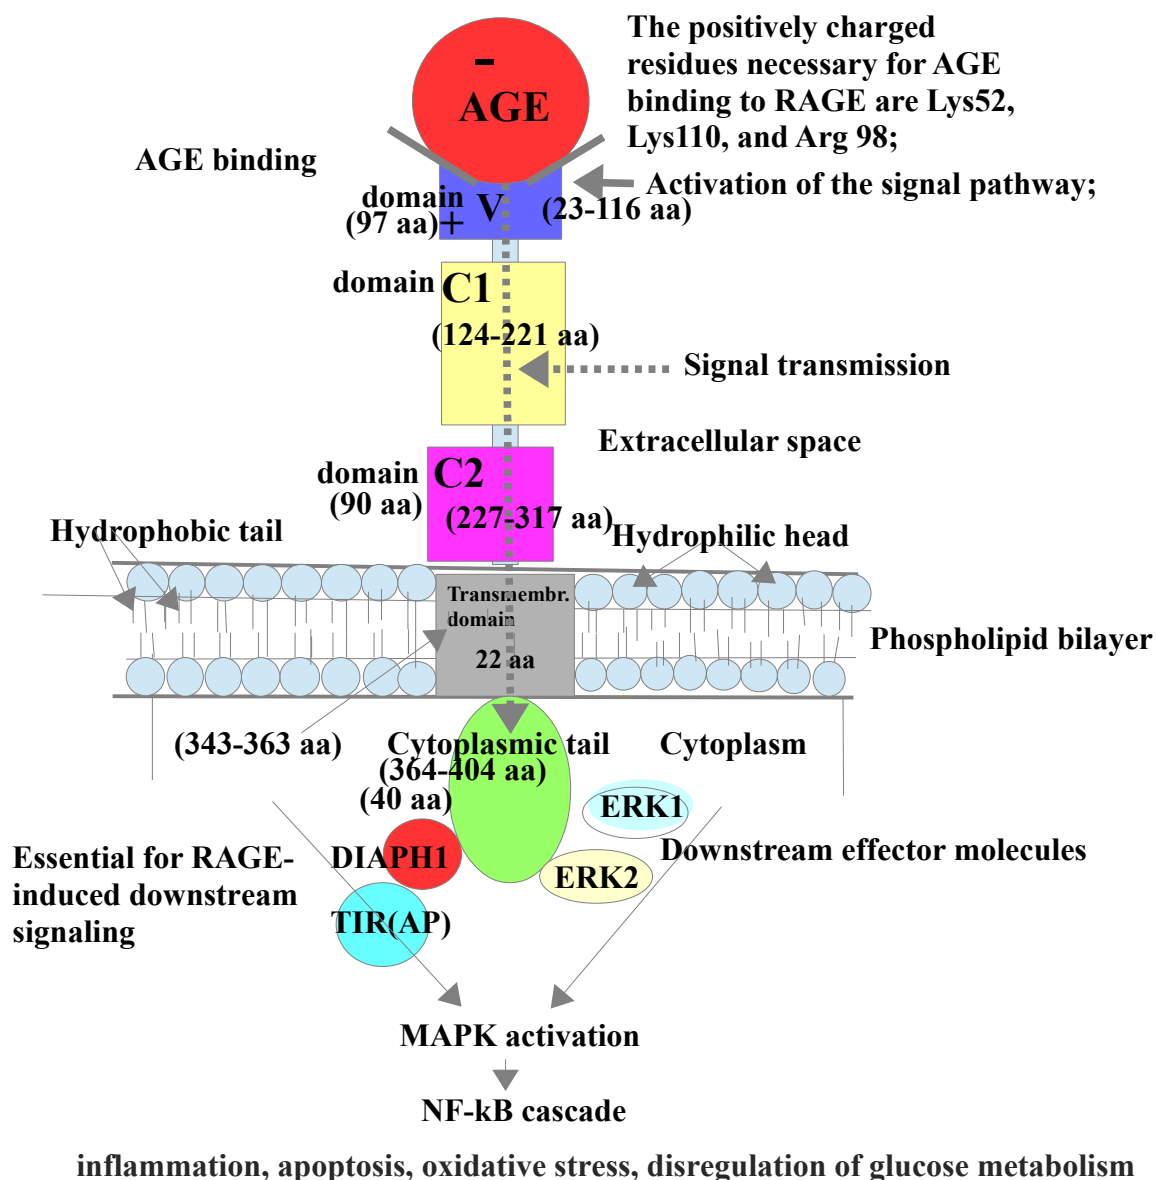 The positively charged
residues necessary for AGE
binding to RAGE are Lys52,
Lys110, and Arg 98;
-
AGE
AGE binding
Activation of the signal pathway;
domain
(97 aa)
+
V
(23-116 aa)
domain
C1
(124-221 aa)
Signal transmission
Extracellular space
domain
(90 aa)
C2
(227-317 aa)
Hydrophobic tail
Hydrophilic head
Transmembr.
domain
22 aa
Phospholipid bilayer
(343-363 aa)
Cytoplasmic tail
(364-404 aa)
(40 aa)
Cytoplasm
ERK1
Essential for RAGE-
induced downstream
signaling
DIAPH1
ERK2
Downstream effector molecules
TIR(AP)
MAPK activation
NF-kB cascade
inflammation, apoptosis, oxidative stress, disregulation of glucose metabolism